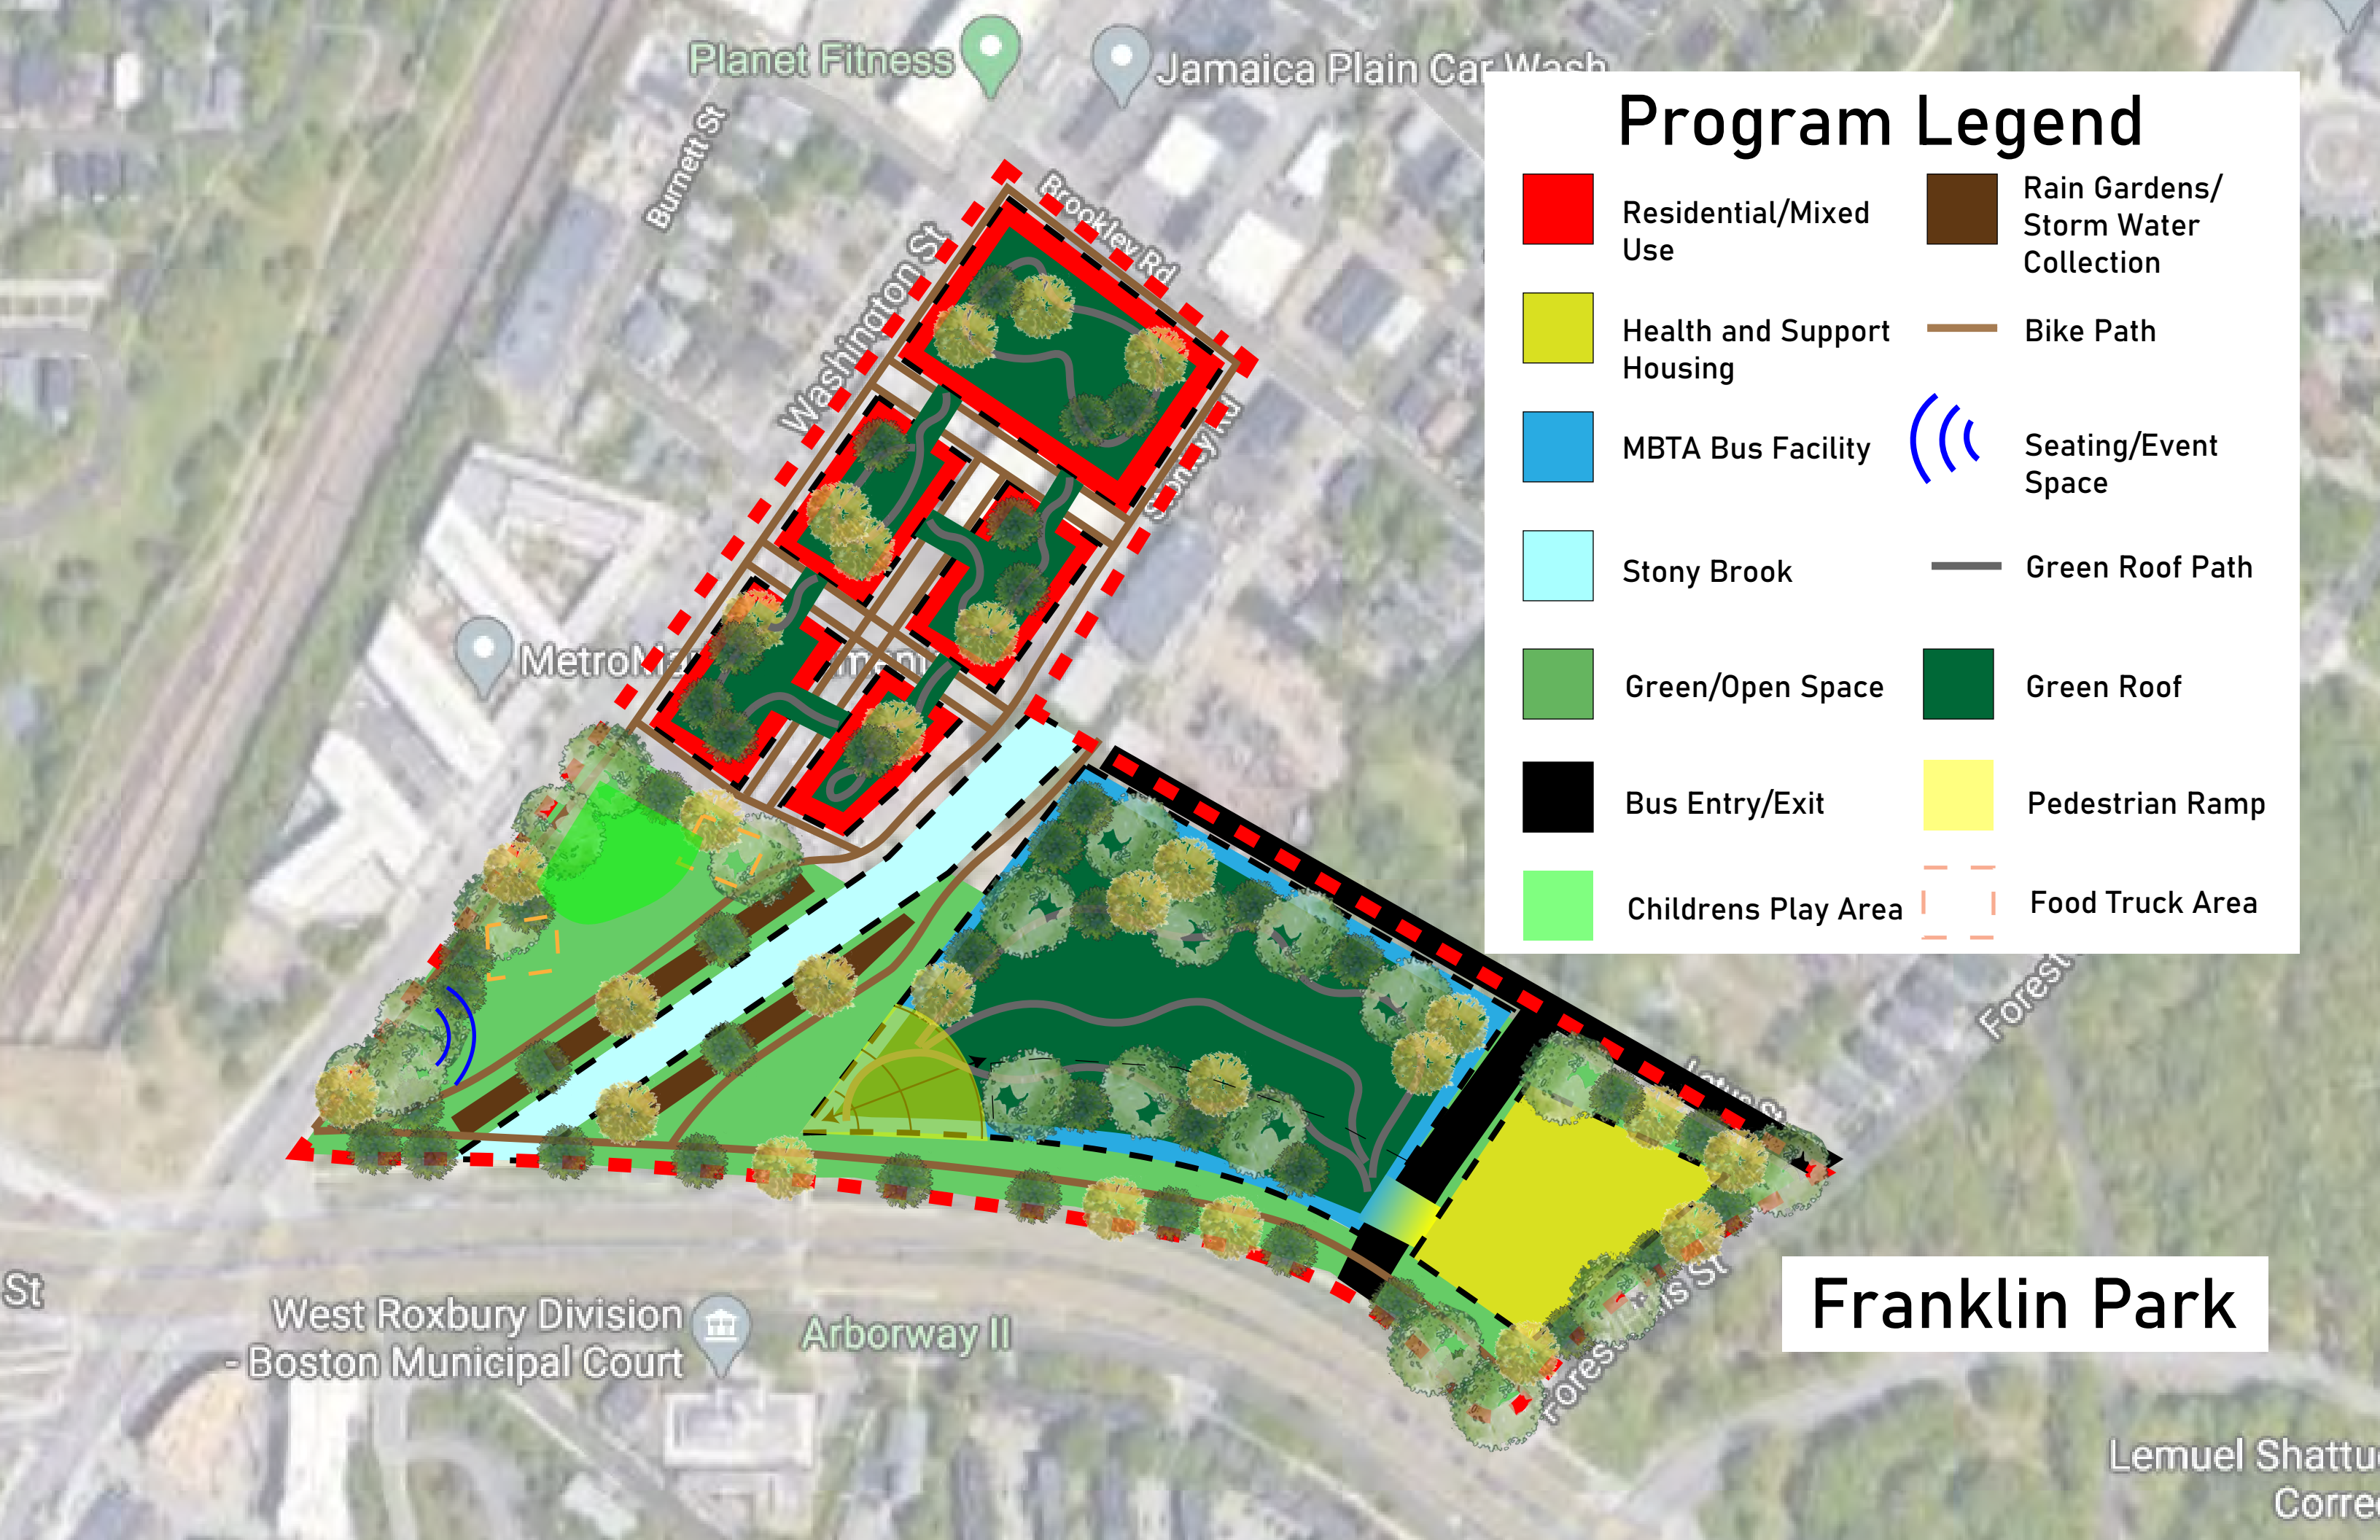 Planet Fitness
Jamaica Plain Car Wash
Burnett St
Brookley Rd
Washington St
Program Legend
Residential/Mixed
Use
Health and Support
Housing
MBTA Bus Facility
Stony Brook
Green/Open Space
Bus Entry/Exit
Childrens Play Area
Rain Gardens/
Storm Water
Collection
Bike Path
Seating/Event
Space
Green Roof Path
Green Roof
Pedestrian Ramp
Food Truck Area
Forest
St
West Roxbury Division
- Boston Municipal Court
Arborway II
Franklin Park
Lemuel Shattu
Corre